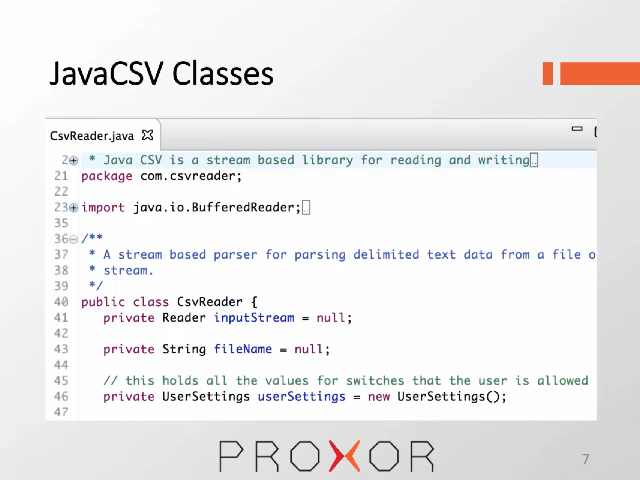 JavaCSV Classes
CsvReader.java
2 * Java CSV is a stream based library for reading and writing
21 package com.csvreader;
22
23 import java.io.BufferedReader;
35
36 /**
37 * A stream based parser for parsing delimited text data from a file o
38 * stream.
39 */
40 public class CsvReader {
41 private Reader inputStream = null;
42
43 private String fileName = null;
44
45 // this holds all the values for switches that the user is allowed
46 private UserSettings userSettings = new UserSettings();
47
PROXOR
7